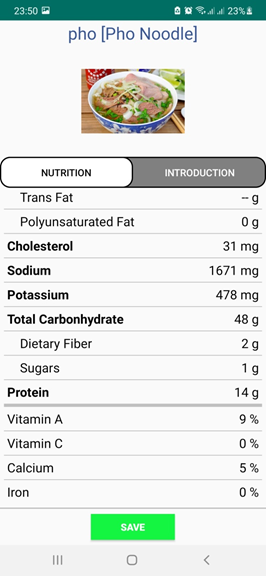 23:50 23%
pho [Pho Noodle]
NUTRITION INTRODUCTION
Trans Fat -- g
Polyunsaturated Fat 0 g
Cholesterol 31 mg
Sodium 1671 mg
Potassium 478 mg
Total Carbonhydrate 48 g
Dietary Fiber 2 g
Sugars 1 g
Protein 14 g
Vitamin A 9 %
Vitamin C 0 %
Calcium 5 %
Iron 0 %
SAVE